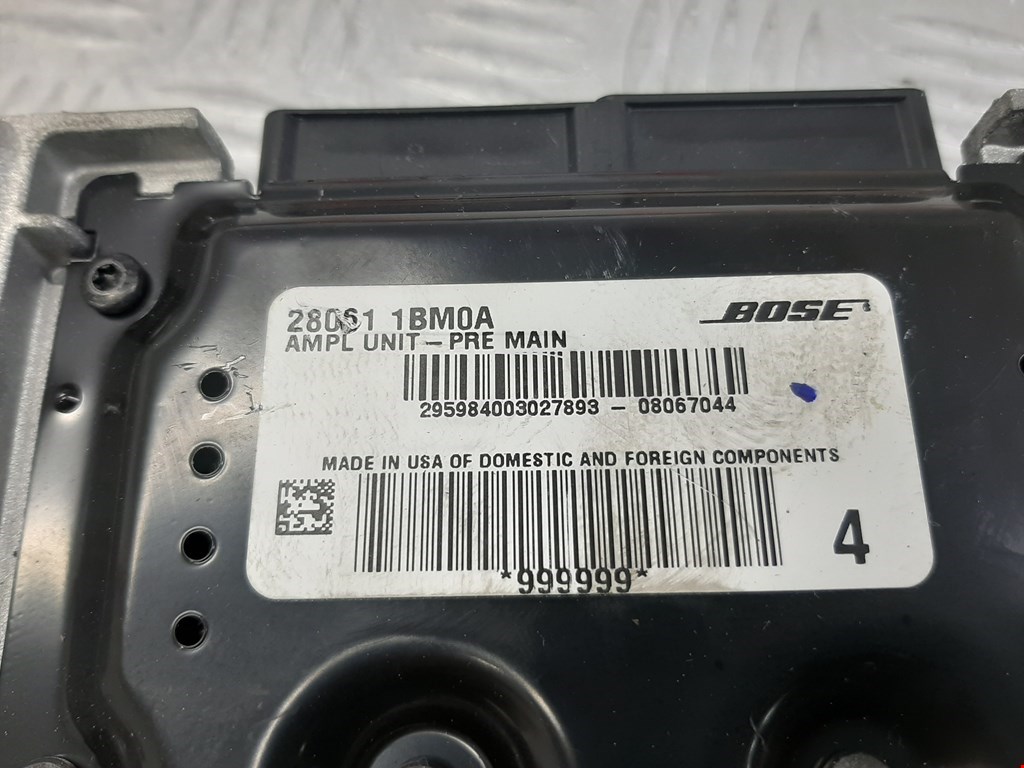 28061 1BM0A
BOSE
AMPL UNIT - PRE MAIN
295984003027893 - 08067044
MADE IN USA OF DOMESTIC AND FOREIGN COMPONENTS
4
*999999*